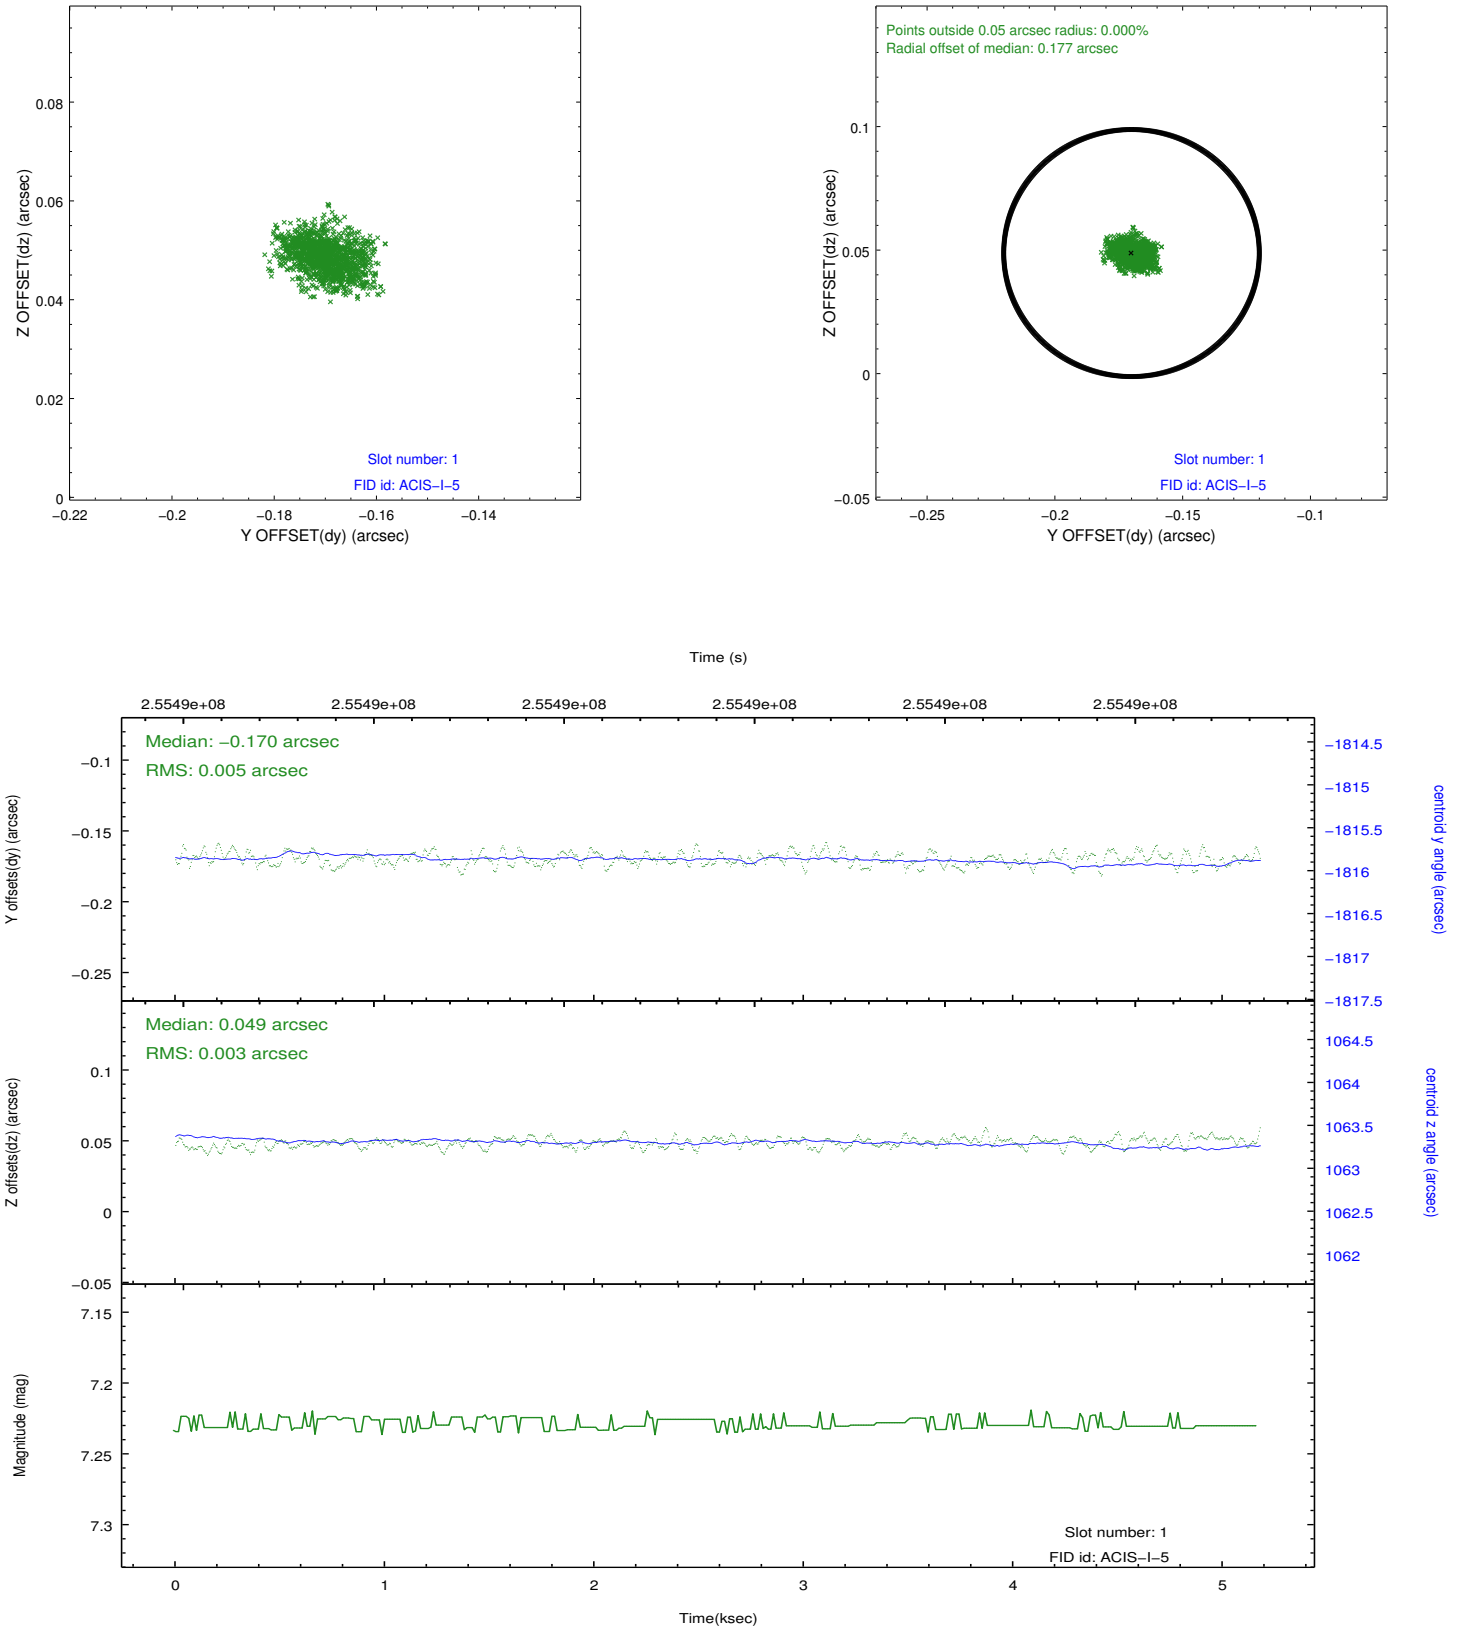 0.08
0.06
0.04
0.02
0
−0.22
−0.2
−0.18
−0.16
−0.14
Z OFFSET(dz) (arcsec)
Y OFFSET(dy) (arcsec)
Slot number: 1
FID id: ACIS−I−5
Points outside 0.05 arcsec radius: 0.000%
Radial offset of median: 0.177 arcsec
0.1
0.05
0
−0.05
−0.25
−0.2
−0.15
−0.1
Z OFFSET(dz) (arcsec)
Y OFFSET(dy) (arcsec)
Slot number: 1
FID id: ACIS−I−5
Time (s)
2.5549e+08
2.5549e+08
2.5549e+08
2.5549e+08
2.5549e+08
2.5549e+08
Median: −0.170 arcsec
RMS: 0.005 arcsec
−0.1
−0.15
−0.2
−0.25
Y offsets(dy) (arcsec)
−1814.5
−1815
−1815.5
−1816
−1816.5
−1817
−1817.5
centroid y angle (arcsec)
Median: 0.049 arcsec
RMS: 0.003 arcsec
0.1
0.05
0
−0.05
Z offsets(dz) (arcsec)
1064.5
1064
1063.5
1063
1062.5
1062
centroid z angle (arcsec)
7.15
7.2
7.25
7.3
Magnitude (mag)
Slot number: 1
FID id: ACIS−I−5
0
1
2
3
4
5
Time(ksec)